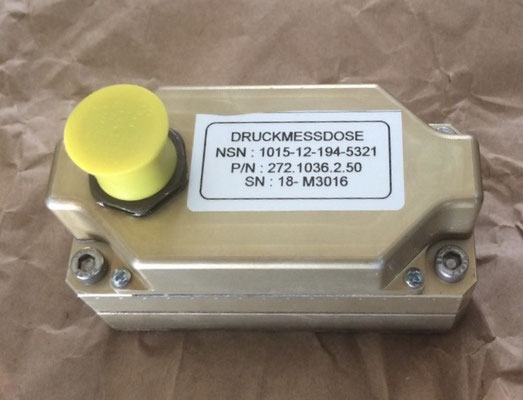 DRUCKMESSDOSE
NSN : 1015-12-194-5321
P/N : 272.1036.2.50
SN : 18- M3016